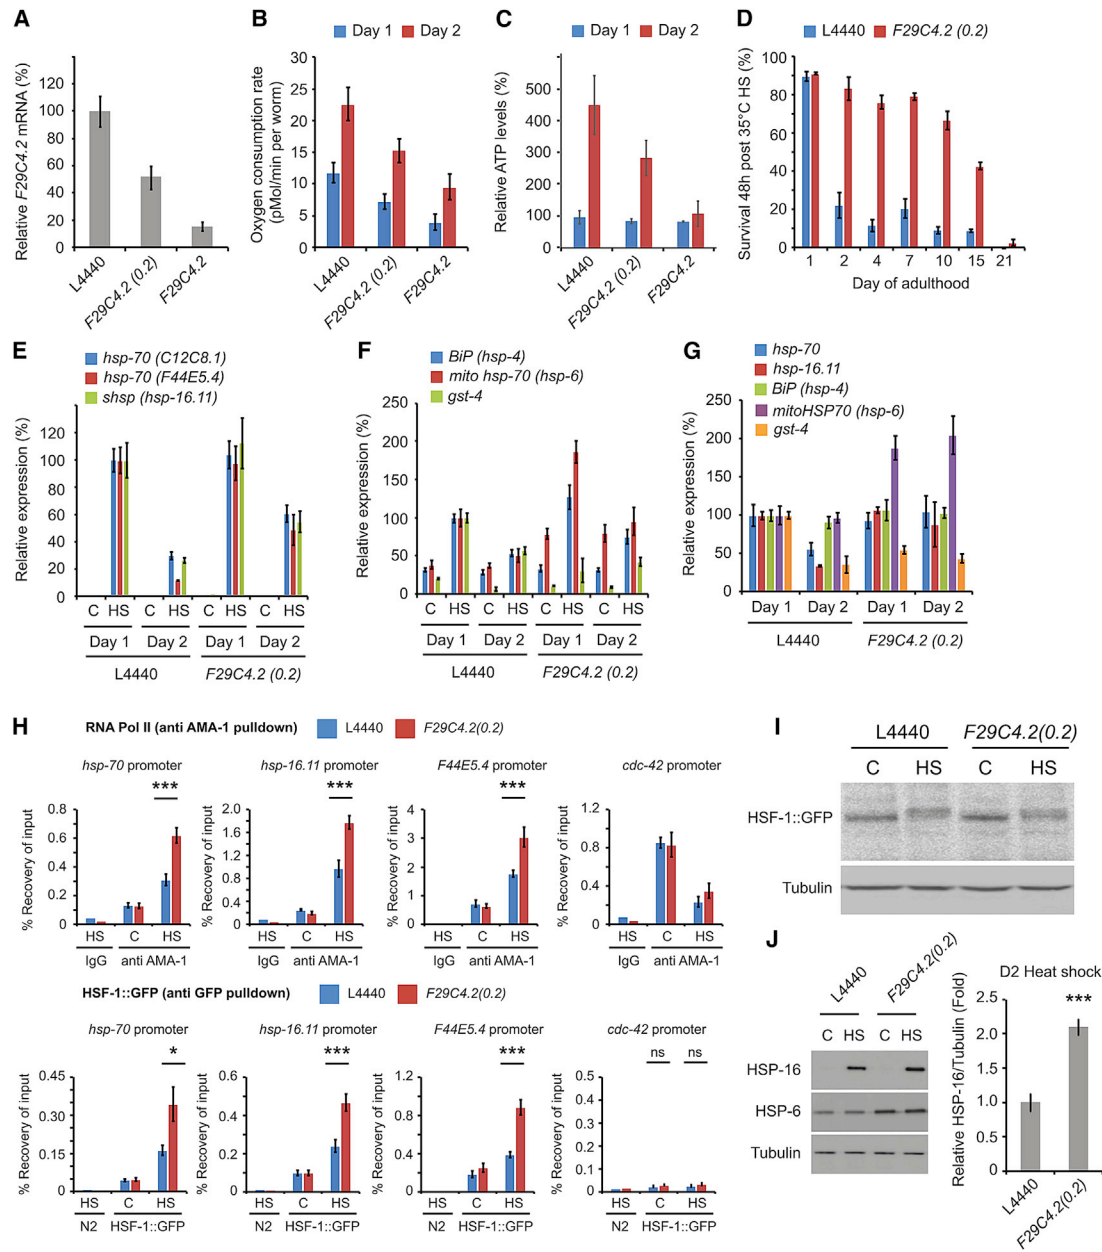 A
Relative F29C4.2 mRNA (%)
140
120
100
80
60
40
20
0
L4440
F29C4.2 (0.2)
F29C4.2
B
Day 1 Day 2
Oxygen consumption rate
(pMol/min per worm)
30
25
20
15
10
5
0
L4440
F29C4.2 (0.2)
F29C4.2
C
Day 1 Day 2
Relative ATP levels (%)
500
400
300
200
100
0
L4440
F29C4.2 (0.2)
F29C4.2
D
L4440 F29C4.2 (0.2)
Survival 48h post 35°C HS (%)
100
90
80
70
60
50
40
30
20
10
0
1 2 4 7 10 15 21
Day of adulthood
E
hsp-70 (C12C8.1)
hsp-70 (F44E5.4)
shsp (hsp-16.11)
Relative expression (%)
120
100
80
60
40
20
0
C HS C HS C HS C HS
Day 1 Day 2 Day 1 Day 2
L4440 F29C4.2 (0.2)
F
BiP (hsp-4)
mito hsp-70 (hsp-6)
gst-4
Relative expression (%)
250
200
150
100
50
0
C HS C HS C HS C HS
Day 1 Day 2 Day 1 Day 2
L4440 F29C4.2 (0.2)
G
hsp-70
hsp-16.11
BiP (hsp-4)
mitoHSP70 (hsp-6)
gst-4
Relative expression (%)
250
200
150
100
50
0
Day 1 Day 2 Day 1 Day 2
L4440 F29C4.2 (0.2)
H
RNA Pol II (anti AMA-1 pulldown) L4440 F29C4.2(0.2)
hsp-70 promoter
***
% Recovery of input
0.8
0.6
0.4
0.2
0
HS C HS
IgG anti AMA-1
hsp-16.11 promoter
***
% Recovery of input
2.0
1.6
1.2
0.8
0.4
0
HS C HS
IgG anti AMA-1
F44E5.4 promoter
***
% Recovery of input
4.0
3.0
2.0
1.0
0
HS C HS
IgG anti AMA-1
cdc-42 promoter
% Recovery of input
1.2
0.8
0.4
0
HS C HS
IgG anti AMA-1
HSF-1::GFP (anti GFP pulldown) L4440 F29C4.2(0.2)
hsp-70 promoter
*
% Recovery of input
0.45
0.3
0.15
0
HS C HS
N2 HSF-1::GFP
hsp-16.11 promoter
***
% Recovery of input
0.6
0.4
0.2
0
HS C HS
N2 HSF-1::GFP
F44E5.4 promoter
***
% Recovery of input
1.2
0.8
0.4
0
HS C HS
N2 HSF-1::GFP
cdc-42 promoter
ns ns
% Recovery of input
0.5
0.4
0.3
0.2
0.1
0
HS C HS
N2 HSF-1::GFP
I
L4440 F29C4.2(0.2)
C HS C HS
HSF-1::GFP
Tubulin
J
L4440 F29C4.2(0.2)
C HS C HS
HSP-16
HSP-6
Tubulin
D2 Heat shock
***
Relative HSP-16/Tubulin (Fold)
2.5
2.0
1.5
1.0
0.5
0
L4440
F29C4.2(0.2)